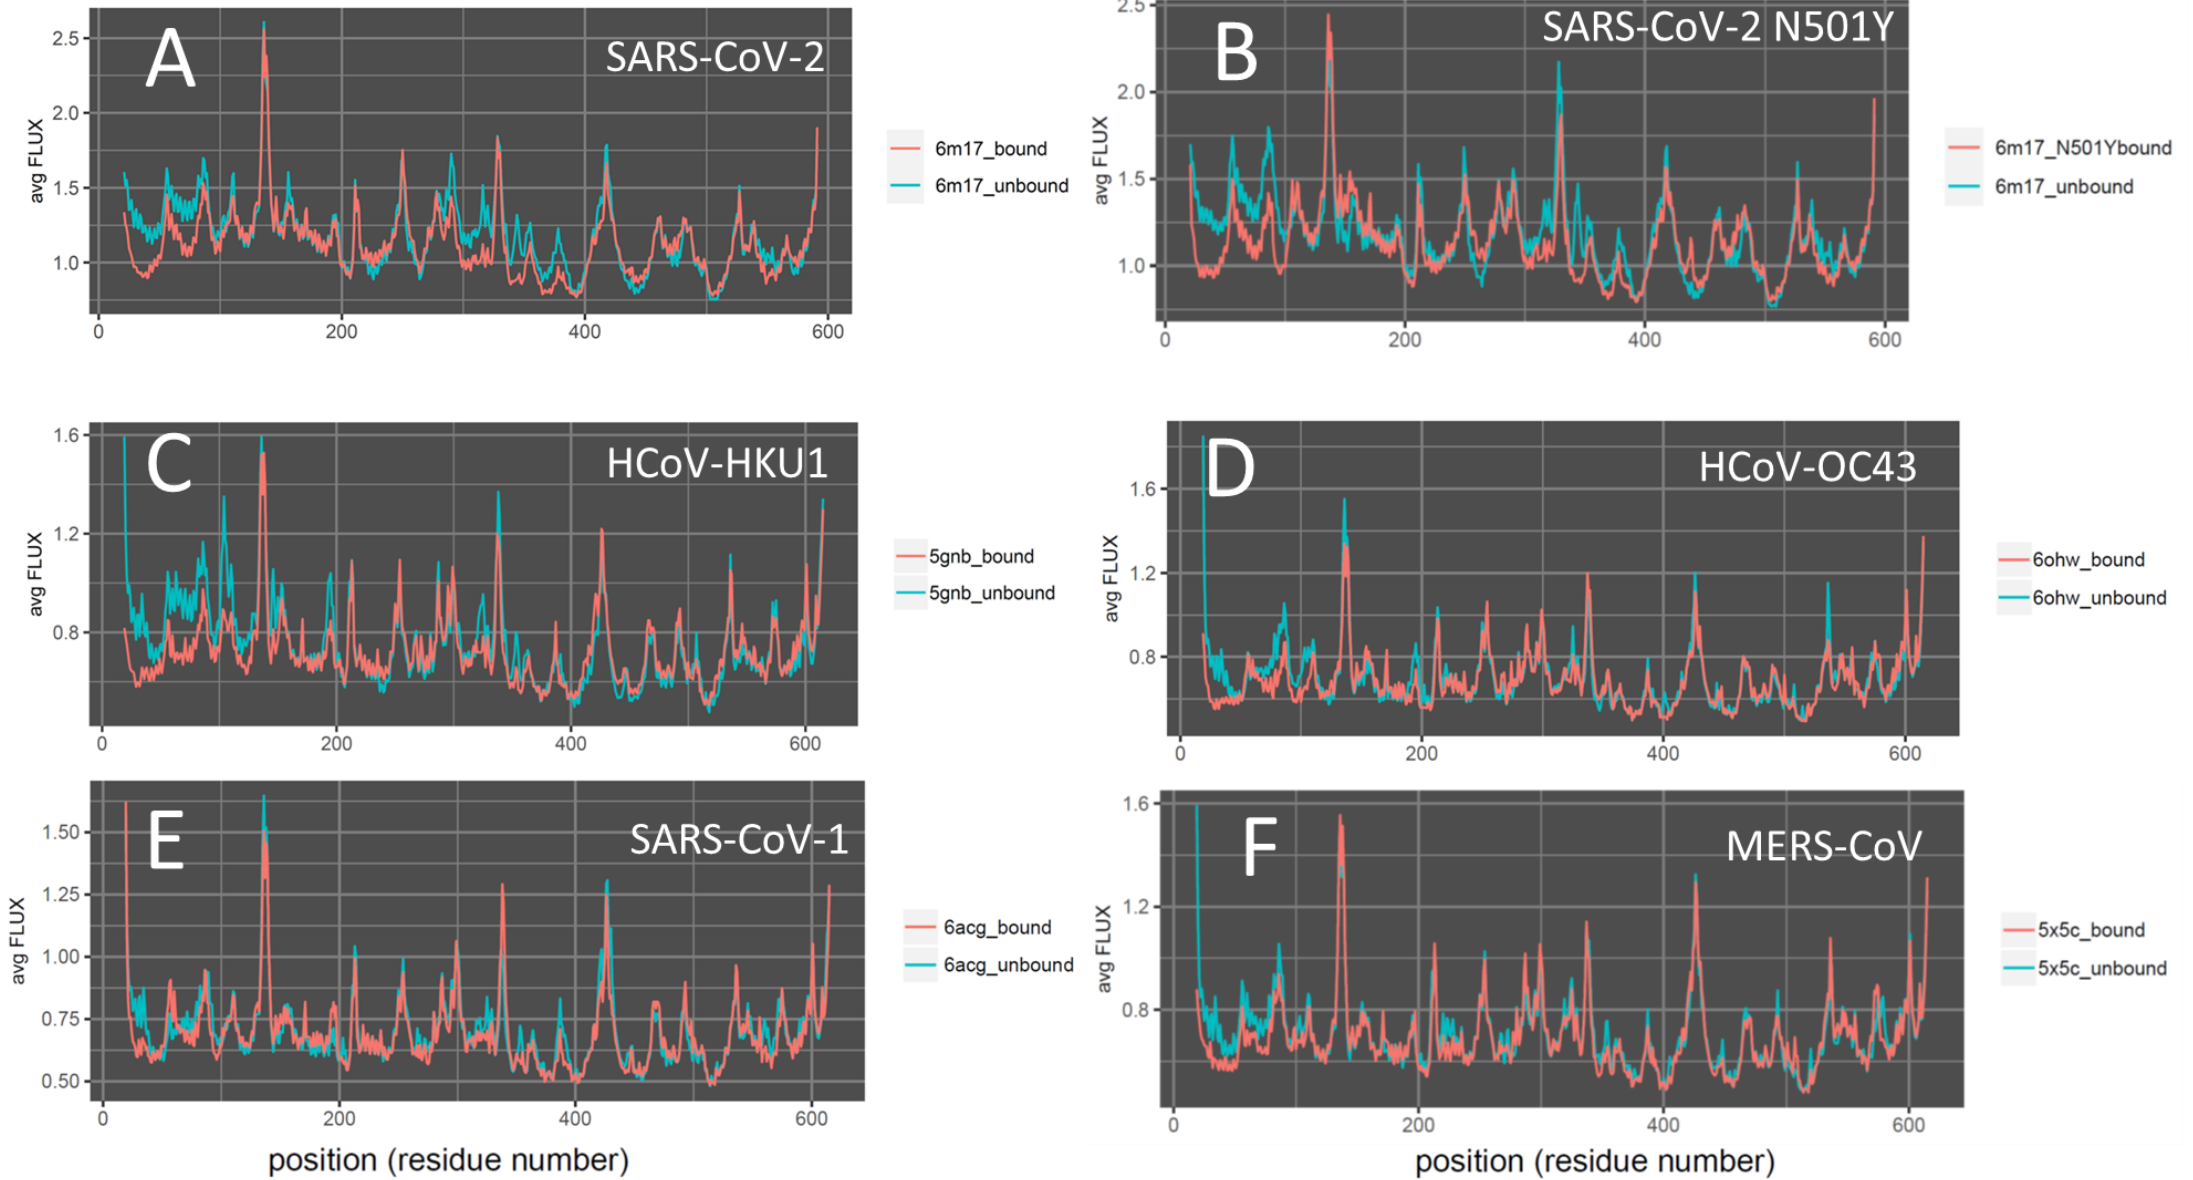 A
SARS-CoV-2
avg FLUX
2.5
2.0
1.5
1.0
0
200
400
600
6m17_bound
6m17_unbound
B
SARS-CoV-2 N501Y
avg FLUX
2.5
2.0
1.5
1.0
0
200
400
600
6m17_N501Ybound
6m17_unbound
C
HCoV-HKU1
avg FLUX
1.6
1.2
0.8
0
200
400
600
5gnb_bound
5gnb_unbound
D
HCoV-OC43
avg FLUX
1.6
1.2
0.8
0
200
400
600
6ohw_bound
6ohw_unbound
E
SARS-CoV-1
avg FLUX
1.50
1.25
1.00
0.75
0.50
0
200
400
600
6acg_bound
6acg_unbound
position (residue number)
F
MERS-CoV
avg FLUX
1.6
1.2
0.8
0
200
400
600
5x5c_bound
5x5c_unbound
position (residue number)